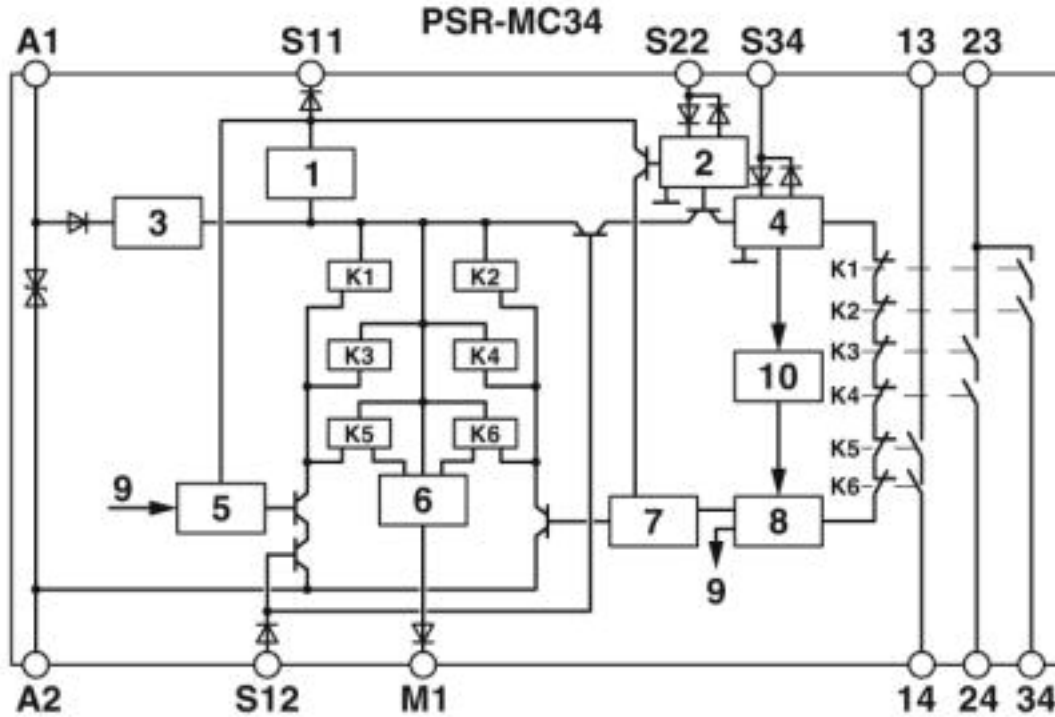 PSR-MC34
A1 S11 S22 S34 13 23
1
2
3
4
K1 K2 K1
K2
K3 K4 K3
10
K4
K5 K6 K5
9 5 6 7 8 K6
9
A2 S12 M1 14 24 34